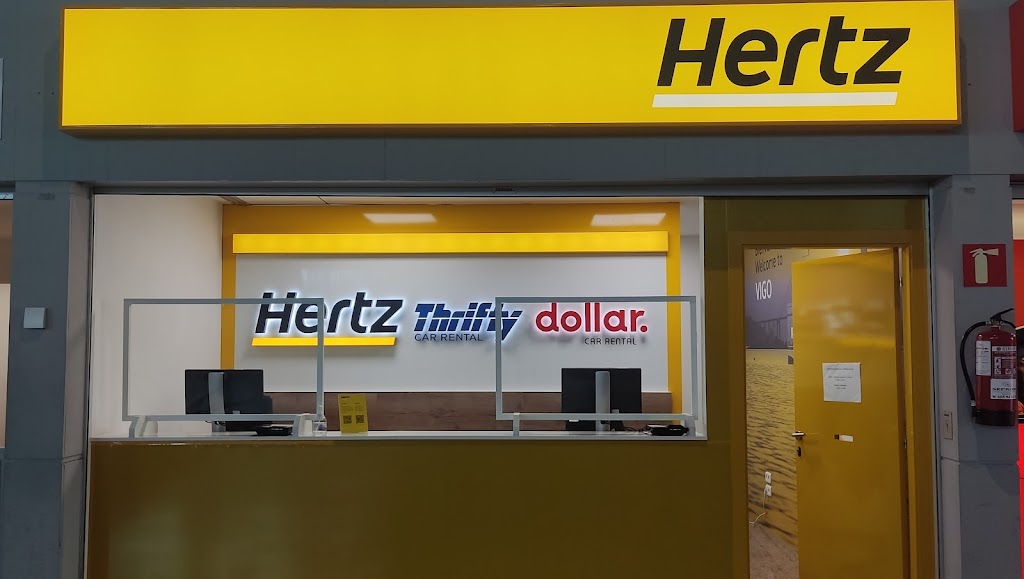 Hertz
Hertz
Thrifty
CAR RENTAL
dollar.
CAR RENTAL
Welcome to
VIGO